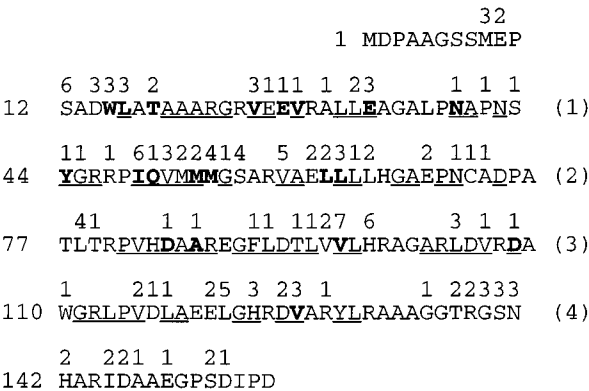 32
1 MDPAAGSSMEP
6 333 2 3111 1 23 1 1 1
12 SADWLATAAARGRVEEVRALLEAGALPNAPNS (1)
11 1 61322414 5 22312 2 111
44 YGRRPIQVMMMGSARVAELLLLHGAEPNCADPA (2)
41 1 1 11 1127 6 3 1 1
77 TLTRPVHDAAREGFLDTLVVLHRAGARLDVRDA (3)
1 211 25 3 23 1 1 22333
110 WGRLPVDLAEELGHRDVARYLRAAAGGTRGSN (4)
2 221 1 21
142 HARIDAAEGPSDIPD